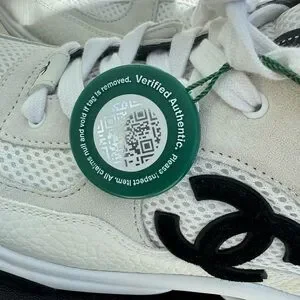 Verified Authentic. Please inspect item. All claims null and void if tag is removed.